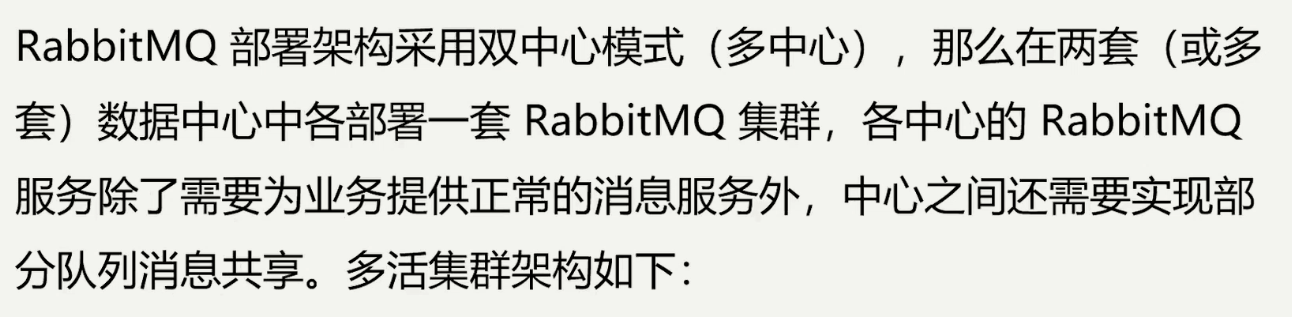 RabbitMQ 部署架构采用双中心模式（多中心），那么在两套（或多
套）数据中心中各部署一套 RabbitMQ 集群，各中心的 RabbitMQ
服务除了需要为业务提供正常的消息服务外，中心之间还需要实现部
分队列消息共享。多活集群架构如下：